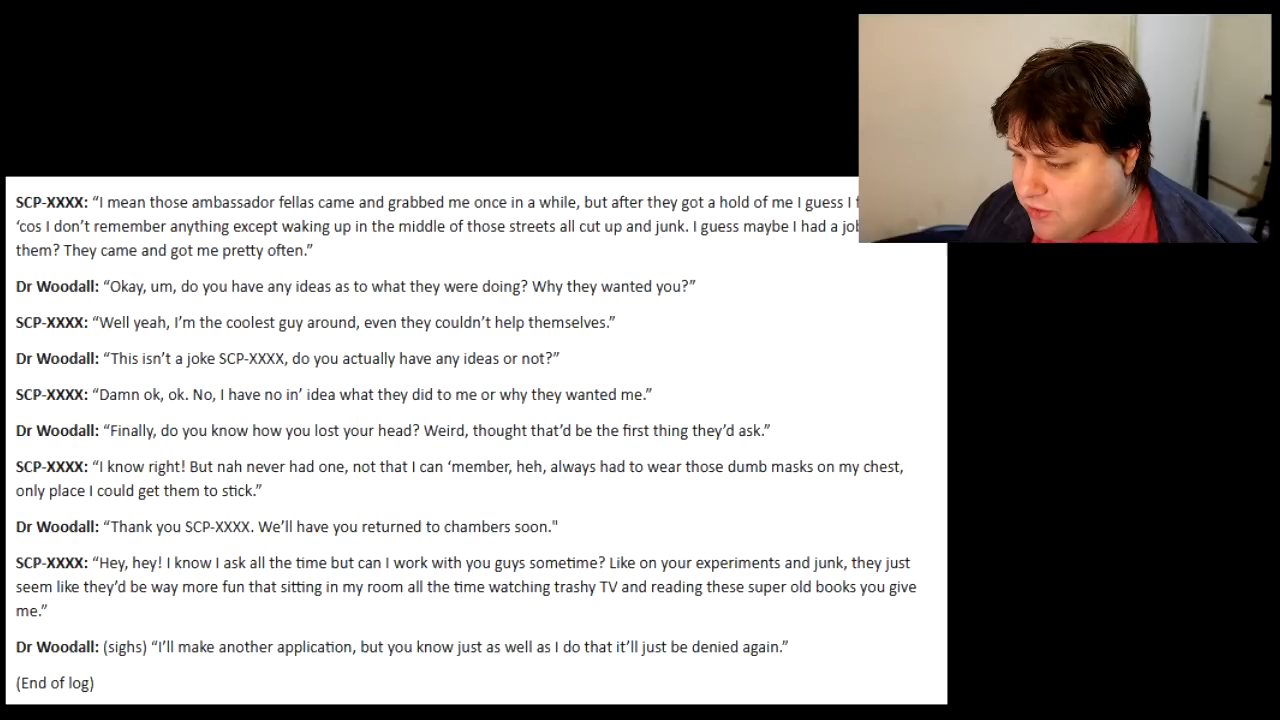 SCP-XXXX: “I mean those ambassador fellas came and grabbed me once in a while, but after they got a hold of me I guess I
‘cos I don’t remember anything except waking up in the middle of those streets all cut up and junk. I guess maybe I had a
them? They came and got me pretty often.”
Dr Woodall: “Okay, um, do you have any ideas as to what they were doing? Why they wanted you?”
SCP-XXXX: “Well yeah, I’m the coolest guy around, even they couldn’t help themselves.”
Dr Woodall: “This isn’t a joke SCP-XXXX, do you actually have any ideas or not?”
SCP-XXXX: “Damn ok, ok. No, I have no in’ idea what they did to me or why they wanted me.”
Dr Woodall: “Finally, do you know how you lost your head? Weird, thought that’d be the first thing they’d ask.”
SCP-XXXX: “I know right! But nah never had one, not that I can ‘member, heh, always had to wear those dumb masks on my chest,
only place I could get them to stick.”
Dr Woodall: “Thank you SCP-XXXX. We’ll have you returned to chambers soon."
SCP-XXXX: “Hey, hey! I know I ask all the time but can I work with you guys sometime? Like on your experiments and junk, they just
seem like they’d be way more fun that sitting in my room all the time watching trashy TV and reading these super old books you give
me.”
Dr Woodall: (sighs) “I’ll make another application, but you know just as well as I do that it’ll just be denied again.”
(End of log)